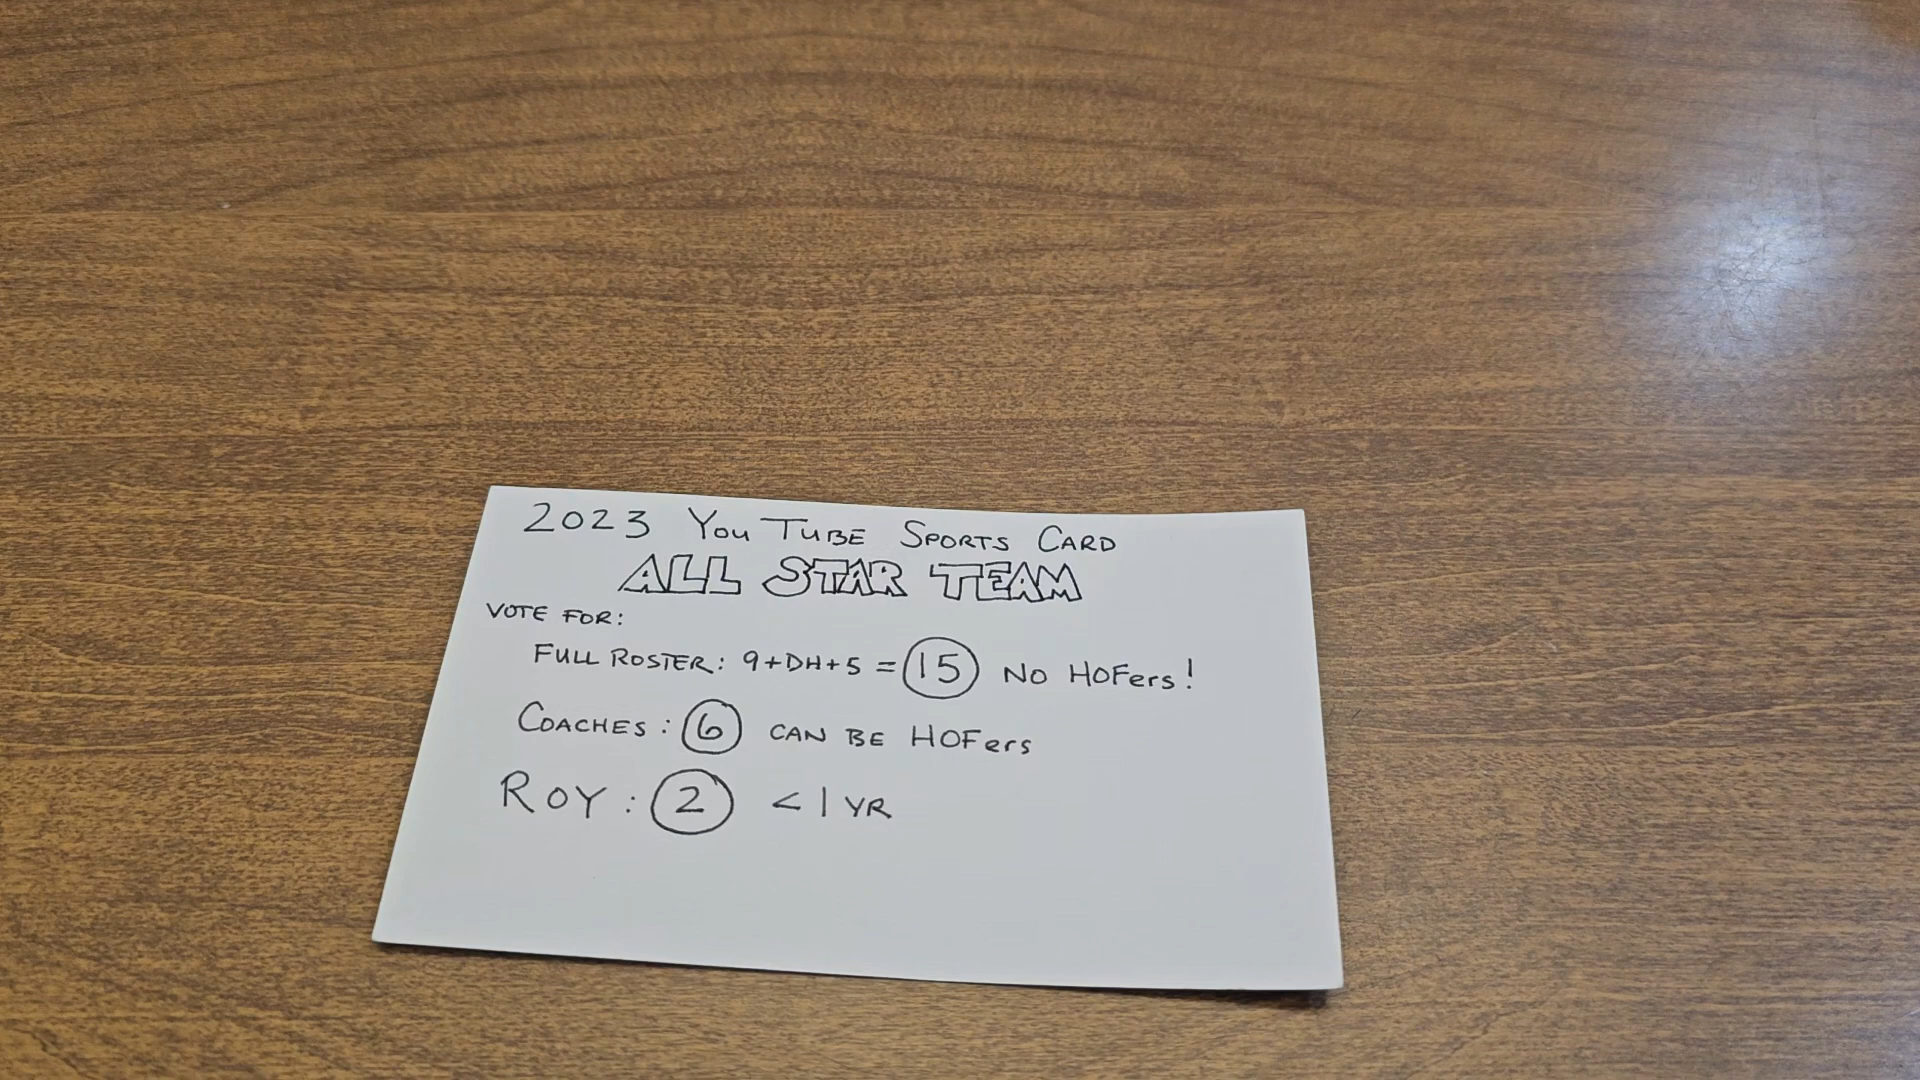 2023 YouTube Sports Card
ALL STAR TEAM
VOTE FOR:
FULL ROSTER: 9+DH+5 = 15 NO HOFers!
COACHES: 6 CAN BE HOFers
ROY: 2 < 1 YR